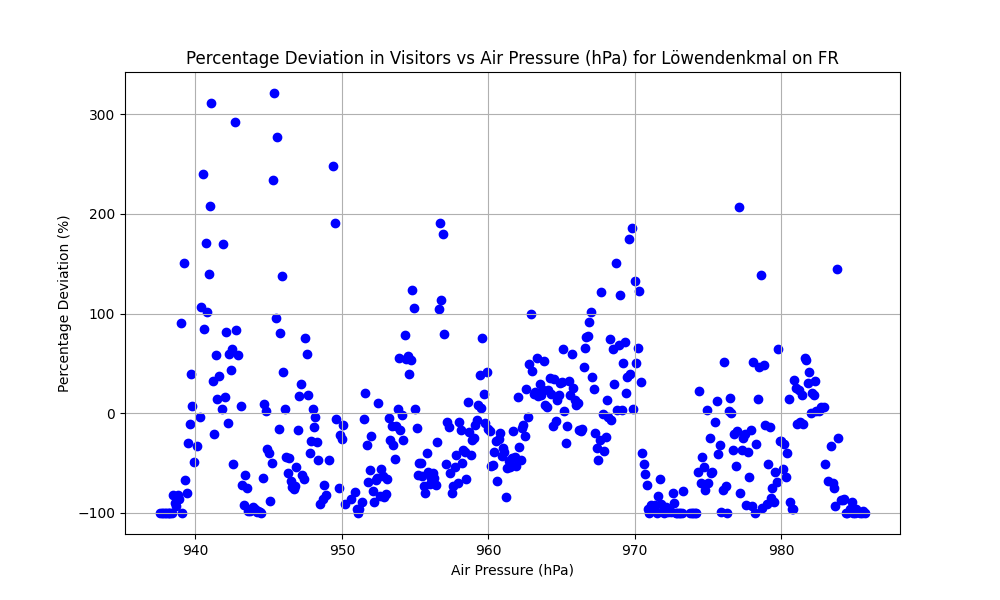 Percentage Deviation in Visitors vs Air Pressure (hPa) for Löwendenkmal on FR
300
200
100
0
−100
Percentage Deviation (%)
940 950 960 970 980
Air Pressure (hPa)